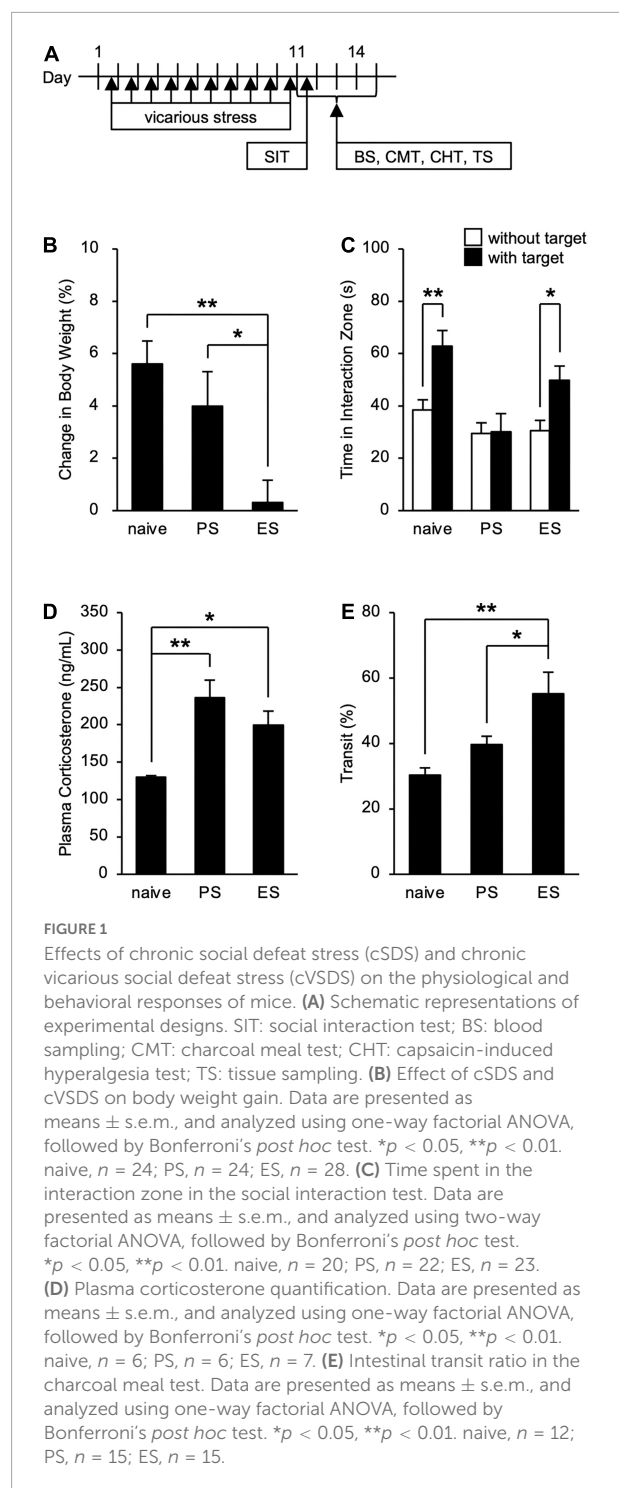 A
1 11 14
Day
vicarious stress
SIT
BS, CMT, CHT, TS
B
10
8
6
4
2
0
Change in Body Weight (%)
**
*
naive PS ES
C
without target
with target
100
80
60
40
20
0
Time in Interaction Zone (s)
**
*
naive PS ES
D
350
300
250
200
150
100
50
0
Plasma Corticosterone (ng/mL)
*
**
naive PS ES
E
80
60
40
20
0
Transit (%)
**
*
naive PS ES
FIGURE 1
Effects of chronic social defeat stress (cSDS) and chronic
vicarious social defeat stress (cVSDS) on the physiological and
behavioral responses of mice. (A) Schematic representations of
experimental designs. SIT: social interaction test; BS: blood
sampling; CMT: charcoal meal test; CHT: capsaicin-induced
hyperalgesia test; TS: tissue sampling. (B) Effect of cSDS and
cVSDS on body weight gain. Data are presented as
means ± s.e.m., and analyzed using one-way factorial ANOVA,
followed by Bonferroni’s post hoc test. *p < 0.05, **p < 0.01.
naive, n = 24; PS, n = 24; ES, n = 28. (C) Time spent in the
interaction zone in the social interaction test. Data are
presented as means ± s.e.m., and analyzed using two-way
factorial ANOVA, followed by Bonferroni’s post hoc test.
*p < 0.05, **p < 0.01. naive, n = 20; PS, n = 22; ES, n = 23.
(D) Plasma corticosterone quantification. Data are presented as
means ± s.e.m., and analyzed using one-way factorial ANOVA,
followed by Bonferroni’s post hoc test. *p < 0.05, **p < 0.01.
naive, n = 6; PS, n = 6; ES, n = 7. (E) Intestinal transit ratio in the
charcoal meal test. Data are presented as means ± s.e.m., and
analyzed using one-way factorial ANOVA, followed by
Bonferroni’s post hoc test. *p < 0.05, **p < 0.01. naive, n = 12;
PS, n = 15; ES, n = 15.